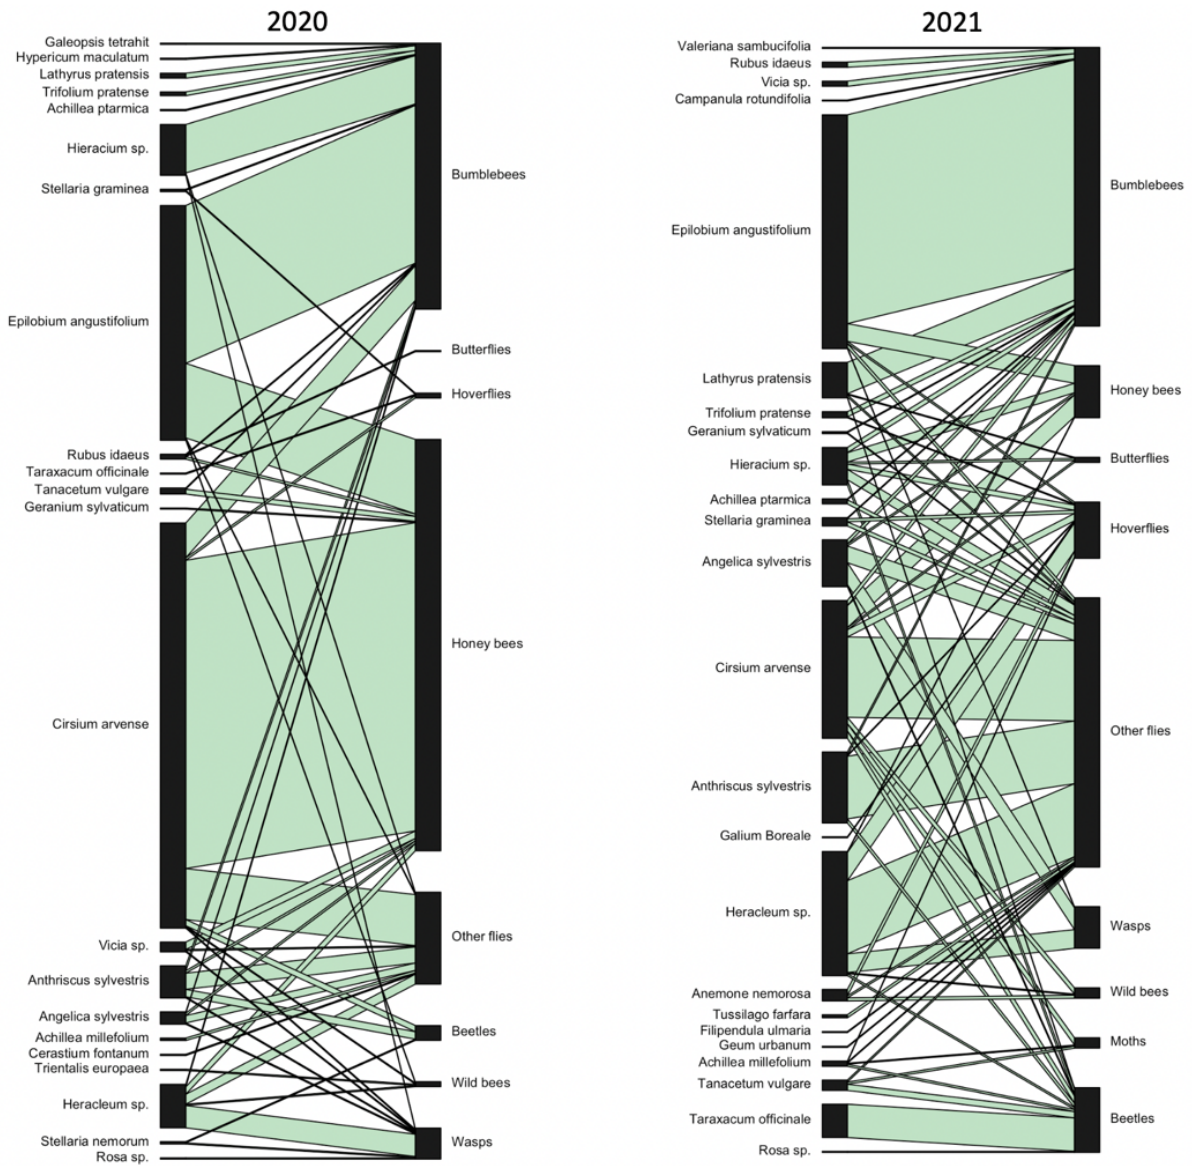 2020
Galeopsis tetrahit
Hypericum maculatum
Lathyrus pratensis
Trifolium pratense
Achillea ptarmica
Hieracium sp.
Stellaria graminea
Epilobium angustifolium
Rubus idaeus
Taraxacum officinale
Tanacetum vulgare
Geranium sylvaticum
Cirsium arvense
Vicia sp.
Anthriscus sylvestris
Angelica sylvestris
Achillea millefolium
Cerastium fontanum
Trientalis europaea
Heracleum sp.
Stellaria nemorum
Rosa sp.
Bumblebees
Butterflies
Hoverflies
Honey bees
Other flies
Beetles
Wild bees
Wasps
2021
Valeriana sambucifolia
Rubus idaeus
Vicia sp.
Campanula rotundifolia
Epilobium angustifolium
Lathyrus pratensis
Trifolium pratense
Geranium sylvaticum
Hieracium sp.
Achillea ptarmica
Stellaria graminea
Angelica sylvestris
Cirsium arvense
Anthriscus sylvestris
Galium Boreale
Heracleum sp.
Anemone nemorosa
Tussilago farfara
Filipendula ulmaria
Geum urbanum
Achillea millefolium
Tanacetum vulgare
Taraxacum officinale
Rosa sp.
Bumblebees
Honey bees
Butterflies
Hoverflies
Other flies
Wasps
Wild bees
Moths
Beetles